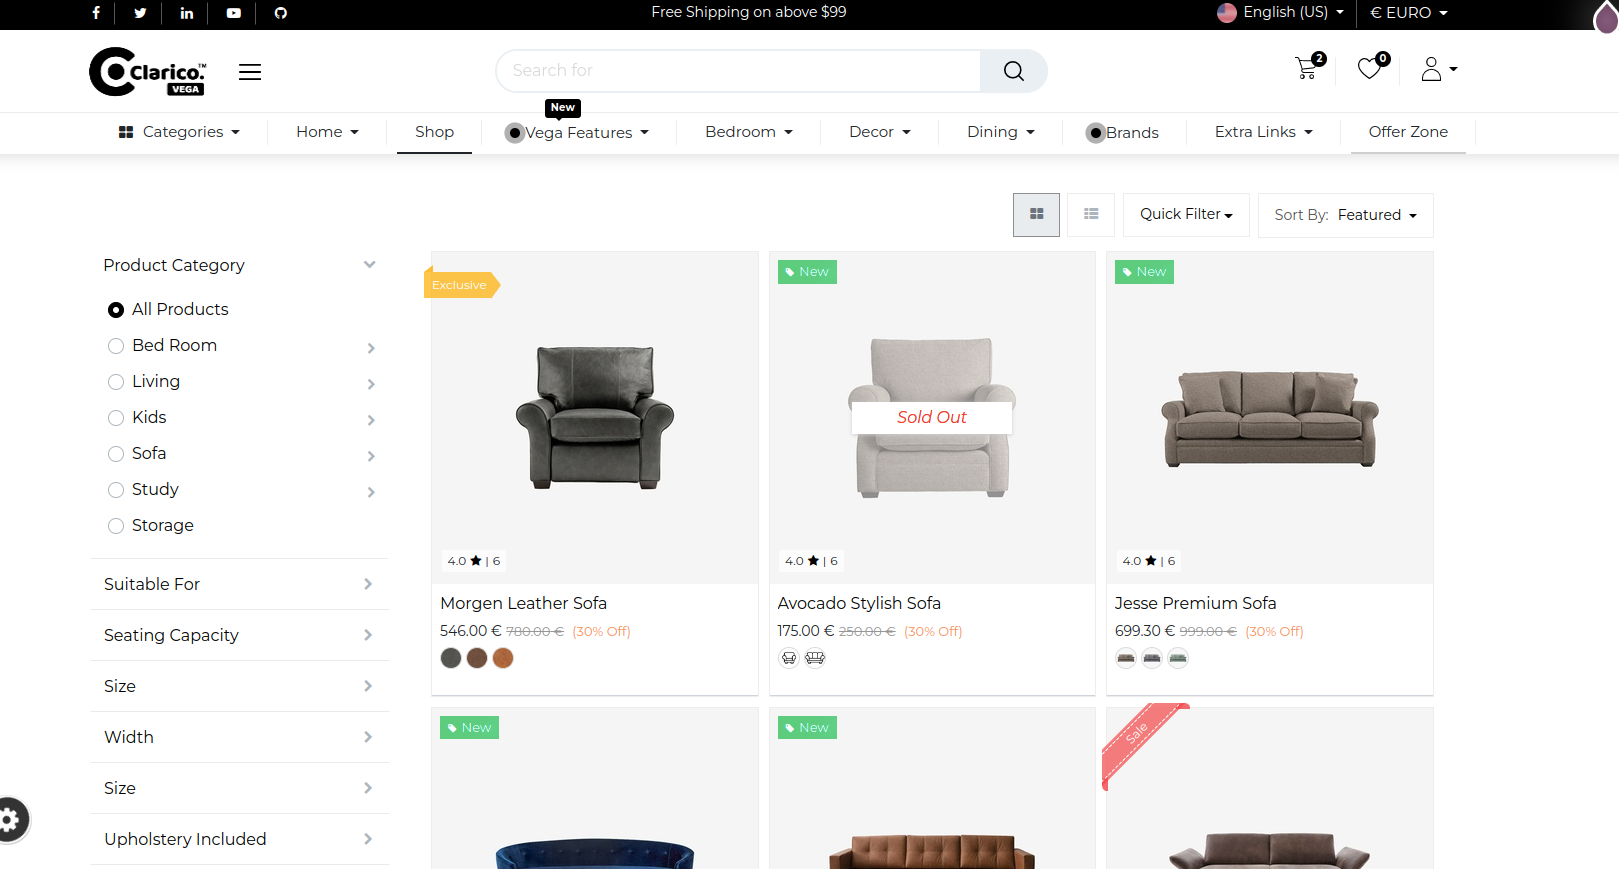 Free Shipping on above $99
English (US)
€ EURO
Clarico.™
VEGA
Search for
2
0
New
Categories
Home
Shop
Vega Features
Bedroom
Decor
Dining
Brands
Extra Links
Offer Zone
Quick Filter
Sort By: Featured
Product Category
All Products
Bed Room
Living
Kids
Sofa
Study
Storage
Suitable For
Seating Capacity
Size
Width
Size
Upholstery Included
Exclusive
4.0 ★ | 6
Morgen Leather Sofa
546.00 € 780.00 € (30% Off)
New
Sold Out
4.0 ★ | 6
Avocado Stylish Sofa
175.00 € 250.00 € (30% Off)
New
4.0 ★ | 6
Jesse Premium Sofa
699.30 € 999.00 € (30% Off)
New
New
Sale